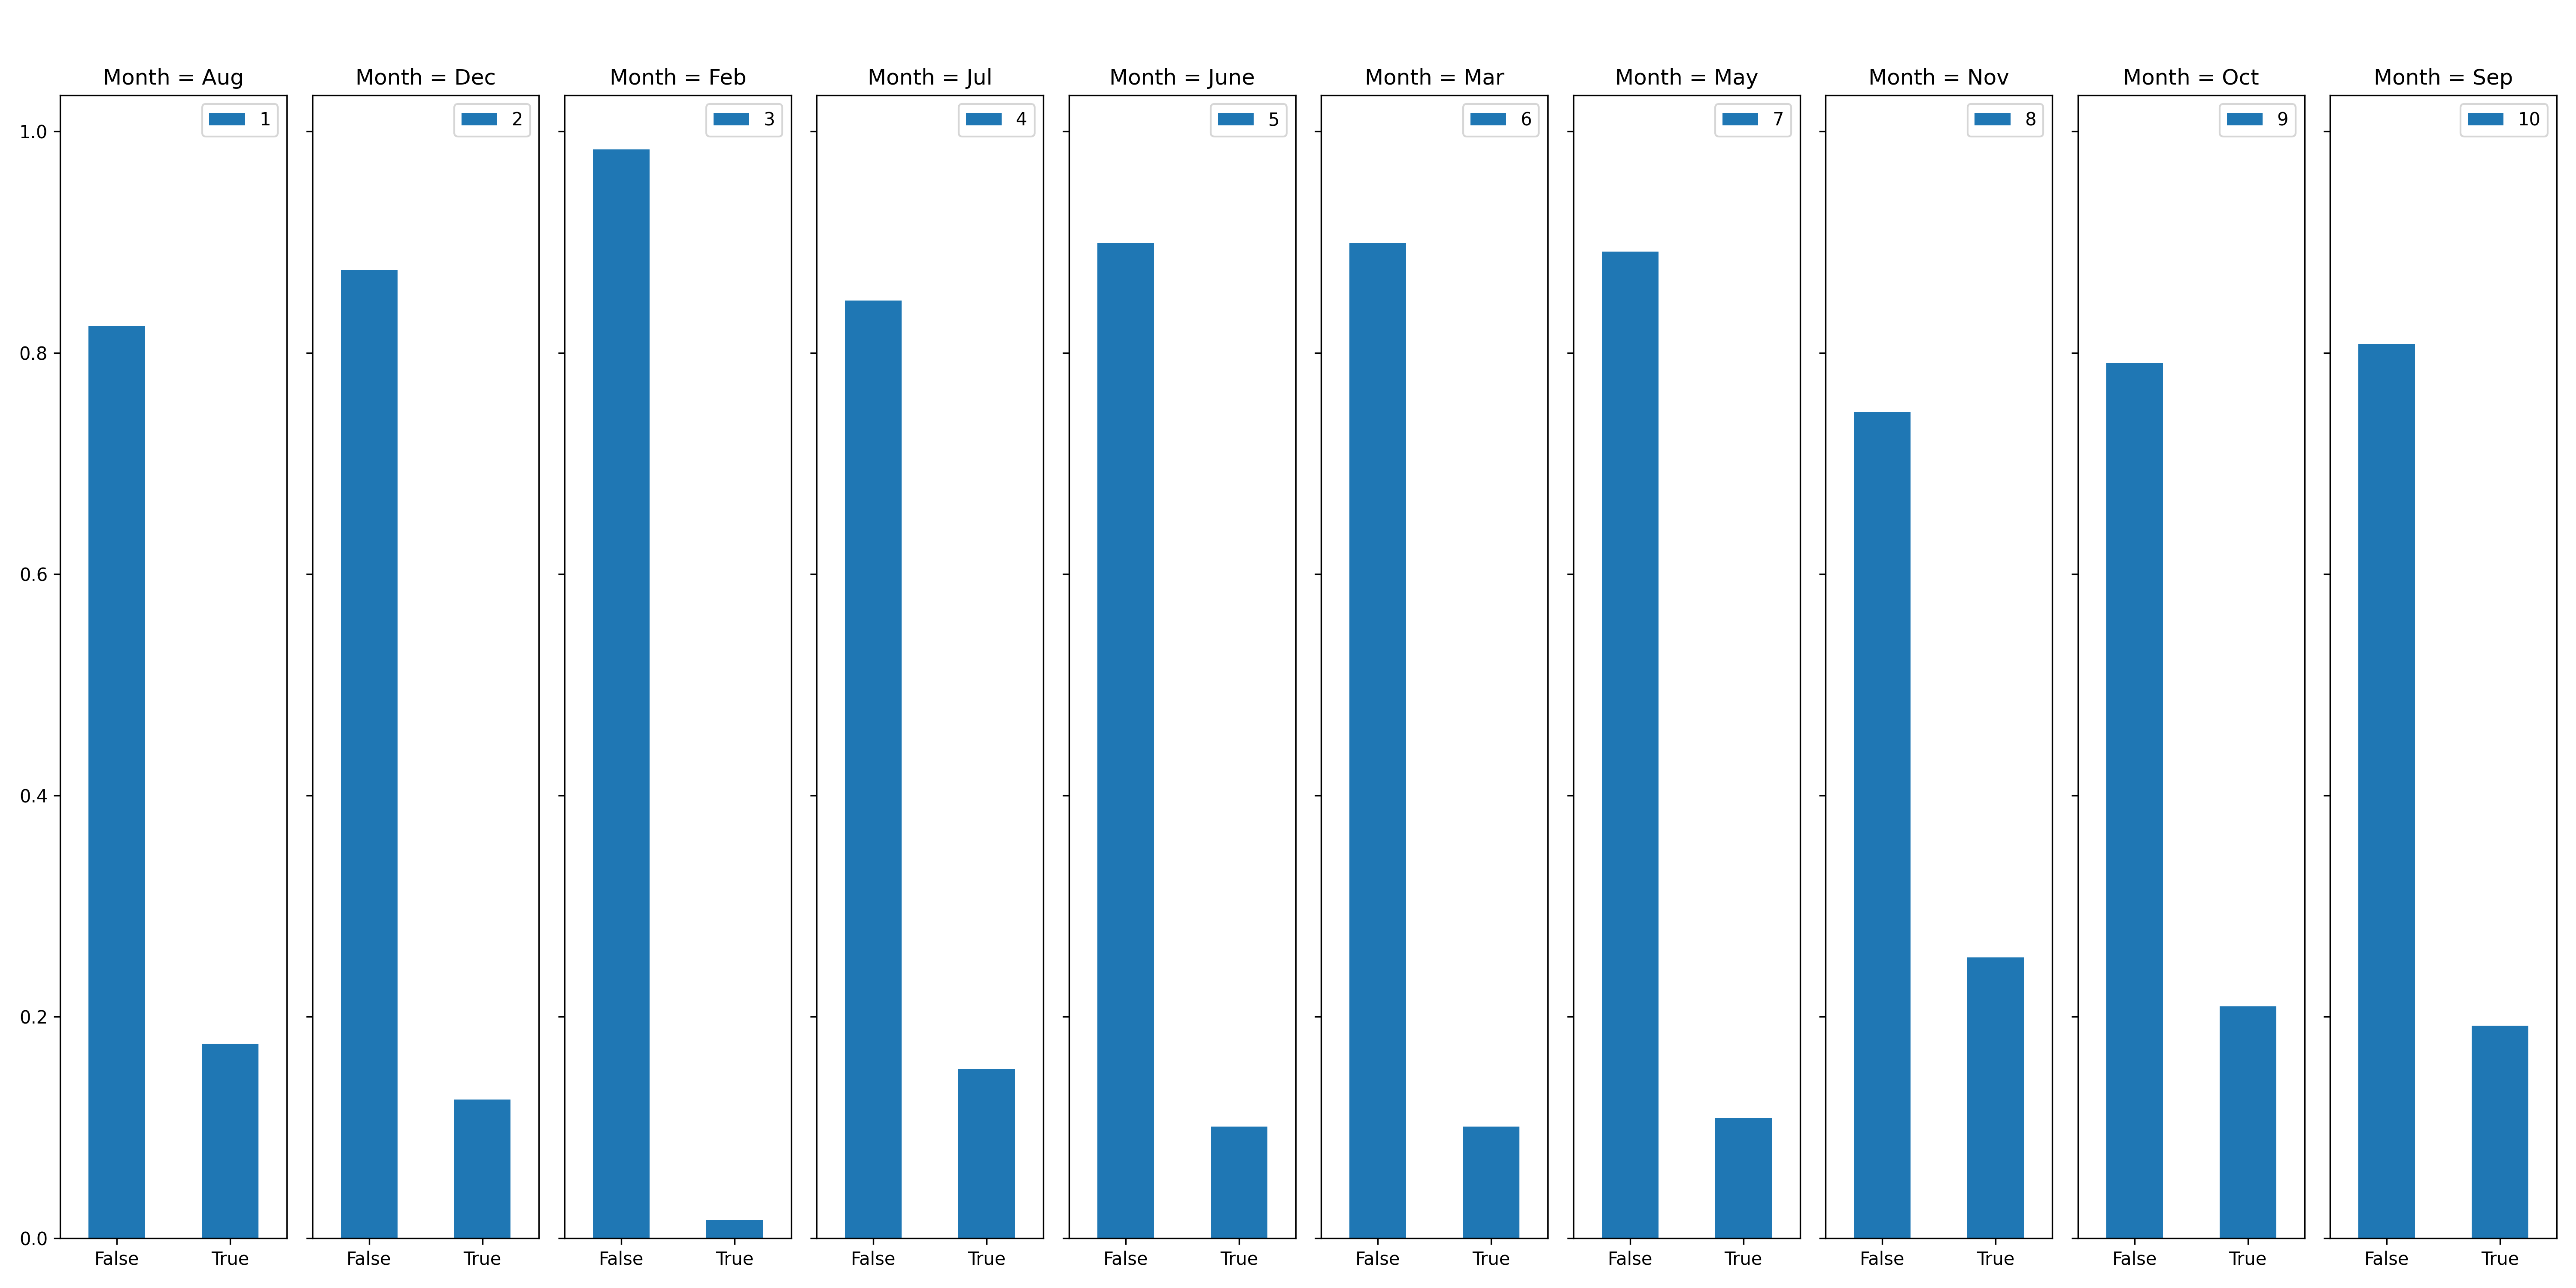 Month = Aug Month = Dec Month = Feb Month = Jul Month = June Month = Mar Month = May Month = Nov Month = Oct Month = Sep
1 2 3 4 5 6 7 8 9 10
1.0
0.8
0.6
0.4
0.2
0.0
False True False True False True False True False True False True False True False True False True False True